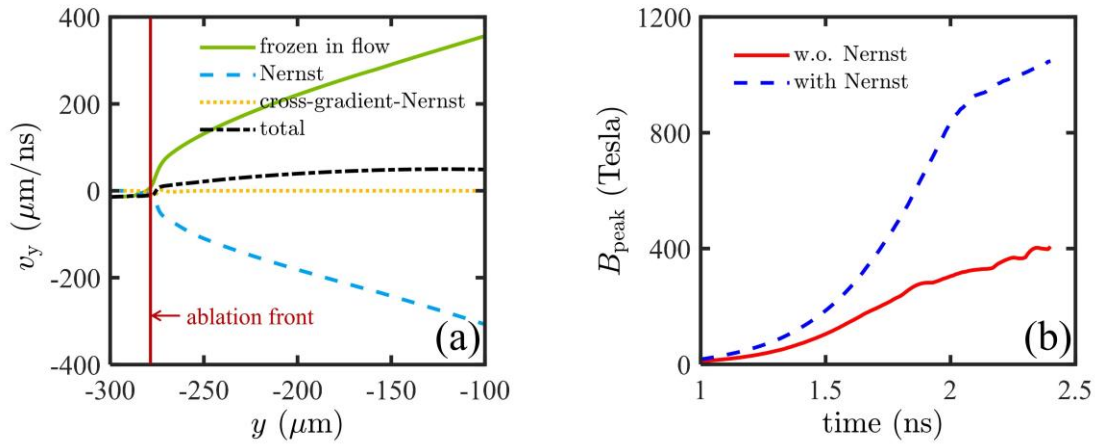 400
200
0
-200
-400
v_y (μm/ns)
frozen in flow
Nernst
cross-gradient-Nernst
total
ablation front
(a)
-300
-250
-200
-150
-100
y (μm)
1200
800
400
0
B_peak (Tesla)
w.o. Nernst
with Nernst
(b)
1
1.5
2
2.5
time (ns)